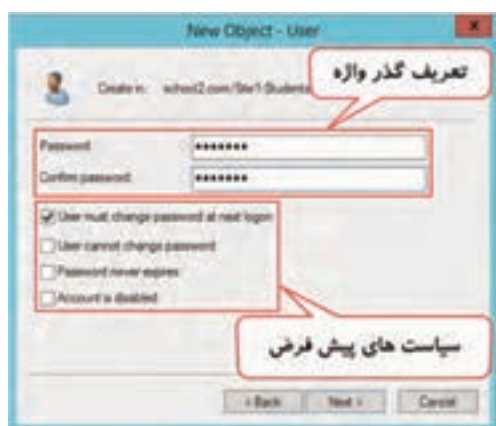 New Object - User
تعریف گذر واژه
Create in: school2.com/Site1-Students
Password:
Confirm password:
User must change password at next logon
User cannot change password
Password never expires
Account is disabled
سیاست های پیش فرض
< Back
Next >
Cancel